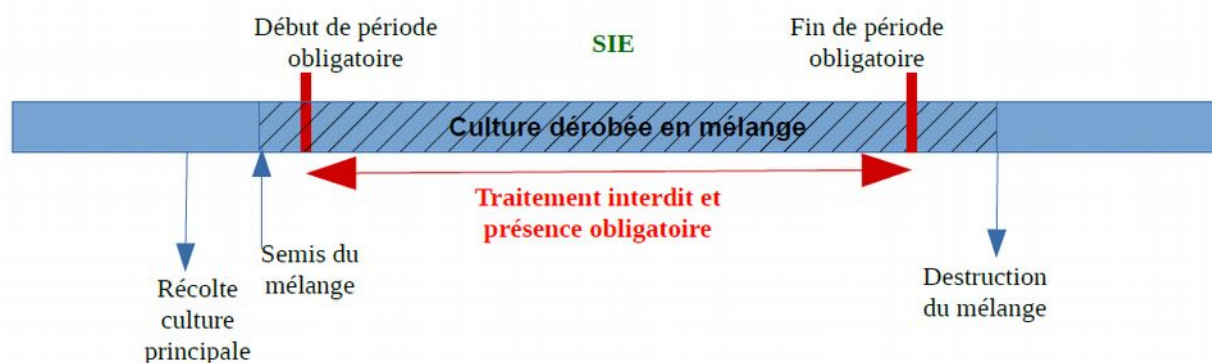 Début de période
obligatoire
SIE
Fin de période
obligatoire
Culture dérobée en mélange
Traitement interdit et
présence obligatoire
Semis du
mélange
Récolte
culture
principale
Destruction
du mélange